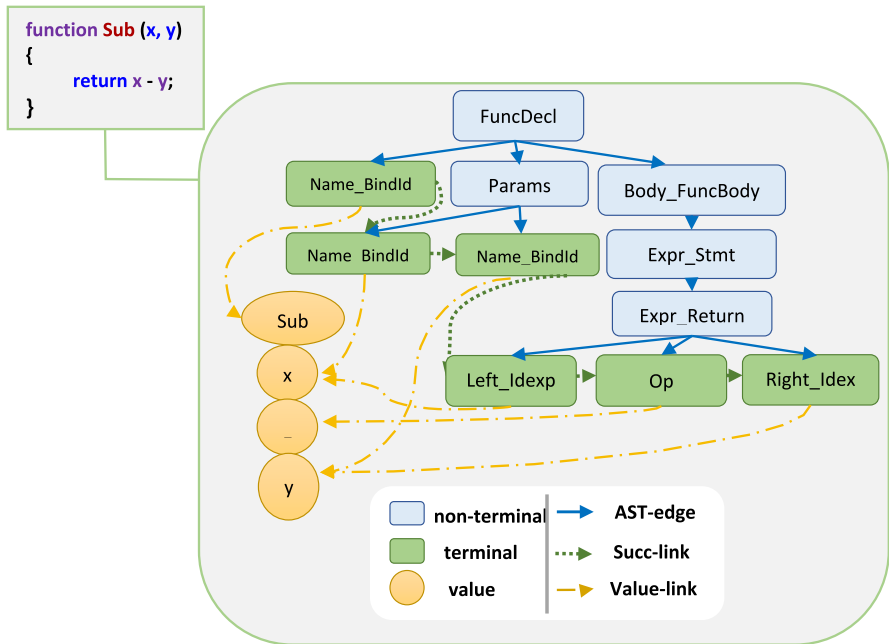 function Sub (x, y)
{
return x - y;
}
FuncDecl
Name_BindId
Params
Body_FuncBody
Name BindId
Name_BindId
Expr_Stmt
Expr_Return
Sub
x
_
y
Left_Idexp
Op
Right_Idex
non-terminal
AST-edge
terminal
Succ-link
value
Value-link